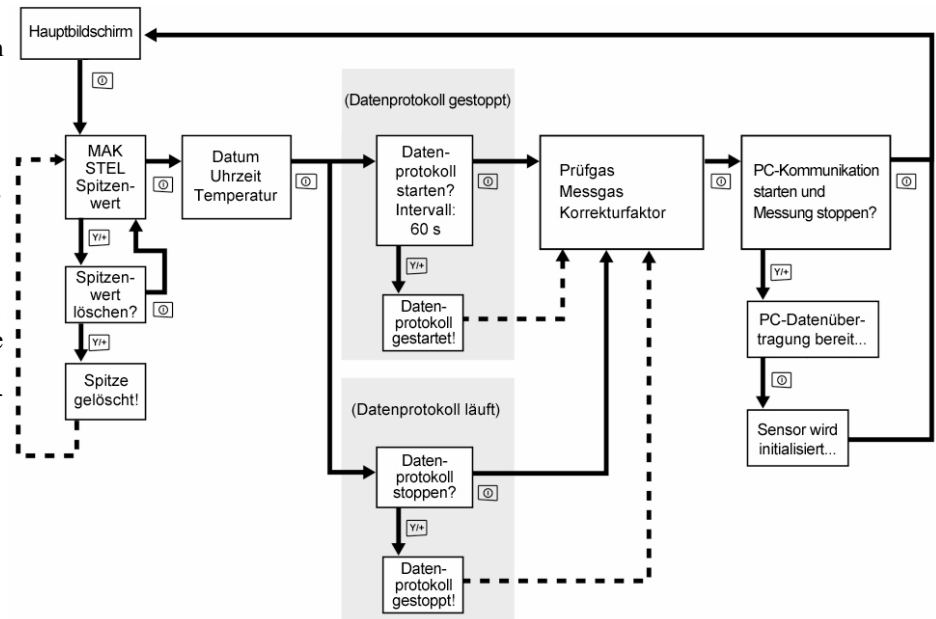 Hauptbildschirm
MAK
STEL
Spitzen-
wert
Y/+
Spitzen-
wert
löschen?
Y/+
Spitze
gelöscht!
Datum
Uhrzeit
Temperatur
(Datenprotokoll gestoppt)
Daten-
protokoll
starten?
Intervall:
60 s
Y/+
Daten-
protokoll
gestartet!
(Datenprotokoll läuft)
Daten-
protokoll
stoppen?
Y/+
Daten-
protokoll
gestoppt!
Prüfgas
Messgas
Korrekturfaktor
PC-Kommunikation
starten und
Messung stoppen?
Y/+
PC-Datenüber-
tragung bereit...
Sensor wird
initialisiert...